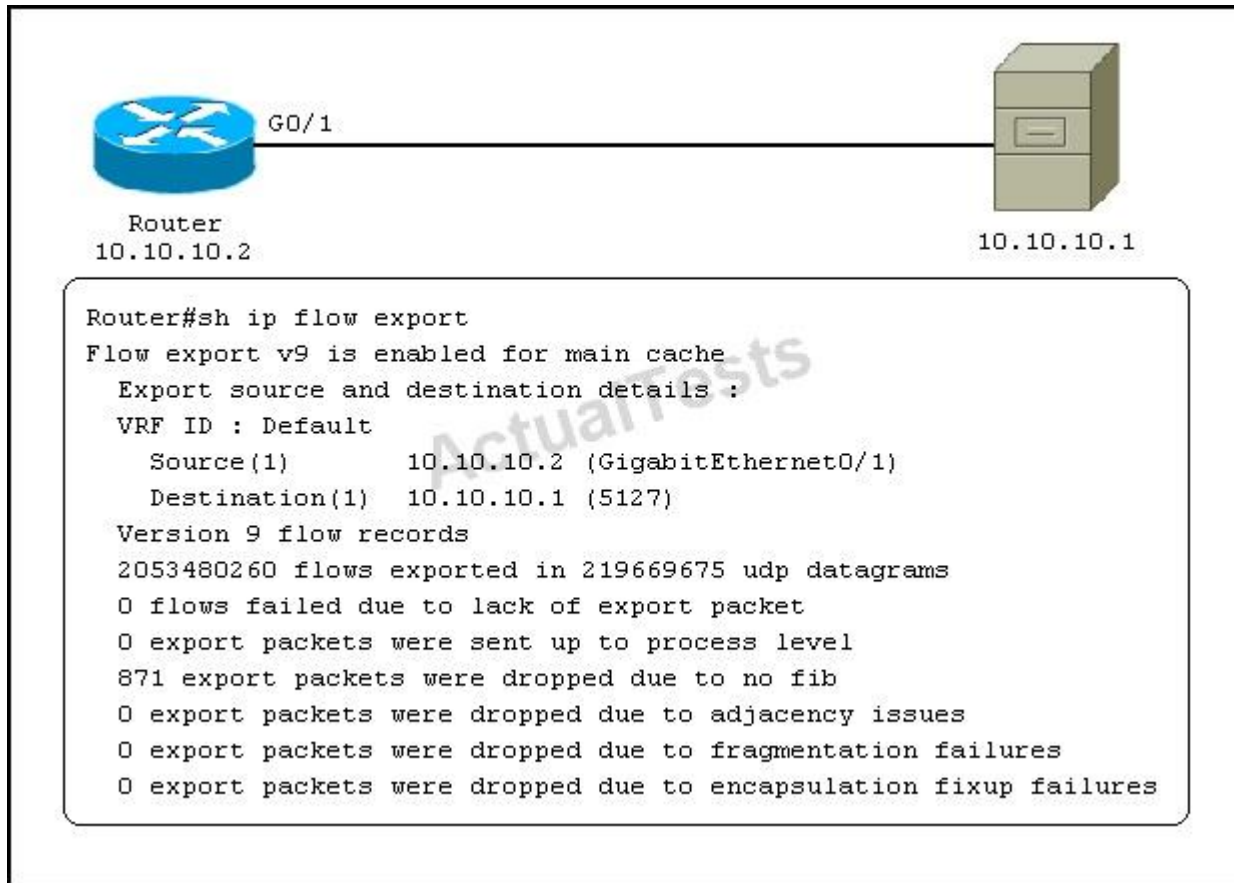 G0/1
Router
10.10.10.2
10.10.10.1
Router#sh ip flow export
Flow export v9 is enabled for main cache
Export source and destination details :
VRF ID : Default
Source(1) 10.10.10.2 (GigabitEthernet0/1)
Destination(1) 10.10.10.1 (5127)
Version 9 flow records
2053480260 flows exported in 219669675 udp datagrams
0 flows failed due to lack of export packet
0 export packets were sent up to process level
871 export packets were dropped due to no fib
0 export packets were dropped due to adjacency issues
0 export packets were dropped due to fragmentation failures
0 export packets were dropped due to encapsulation fixup failures
ActualTests